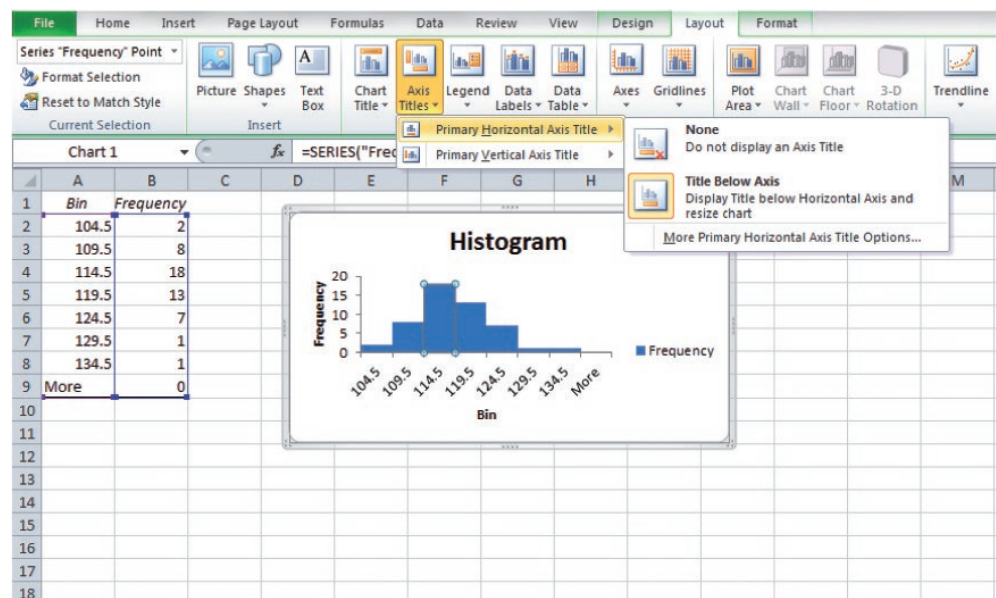 File Home Insert Page Layout Formulas Data Review View Design Layout Format
Series "Frequency" Point
Format Selection
Reset to Match Style
Current Selection
Picture Shapes Text Box
Insert
Chart Title Axis Titles Legend Data Labels Data Table
Axes Gridlines
Plot Area Chart Wall Chart Floor 3-D Rotation Trendline
Primary Horizontal Axis Title
Primary Vertical Axis Title
None
Do not display an Axis Title
Title Below Axis
Display Title below Horizontal Axis and
resize chart
More Primary Horizontal Axis Title Options...
Chart 1 fx =SERIES("Freq
A B C D E F G H M
1 Bin Frequency
2 104.5 2
3 109.5 8
4 114.5 18
5 119.5 13
6 124.5 7
7 129.5 1
8 134.5 1
9 More 0
10
11
12
13
14
15
16
17
18
Histogram
Frequency
20
15
10
5
0
104.5 109.5 114.5 119.5 124.5 129.5 134.5 More
Bin
Frequency